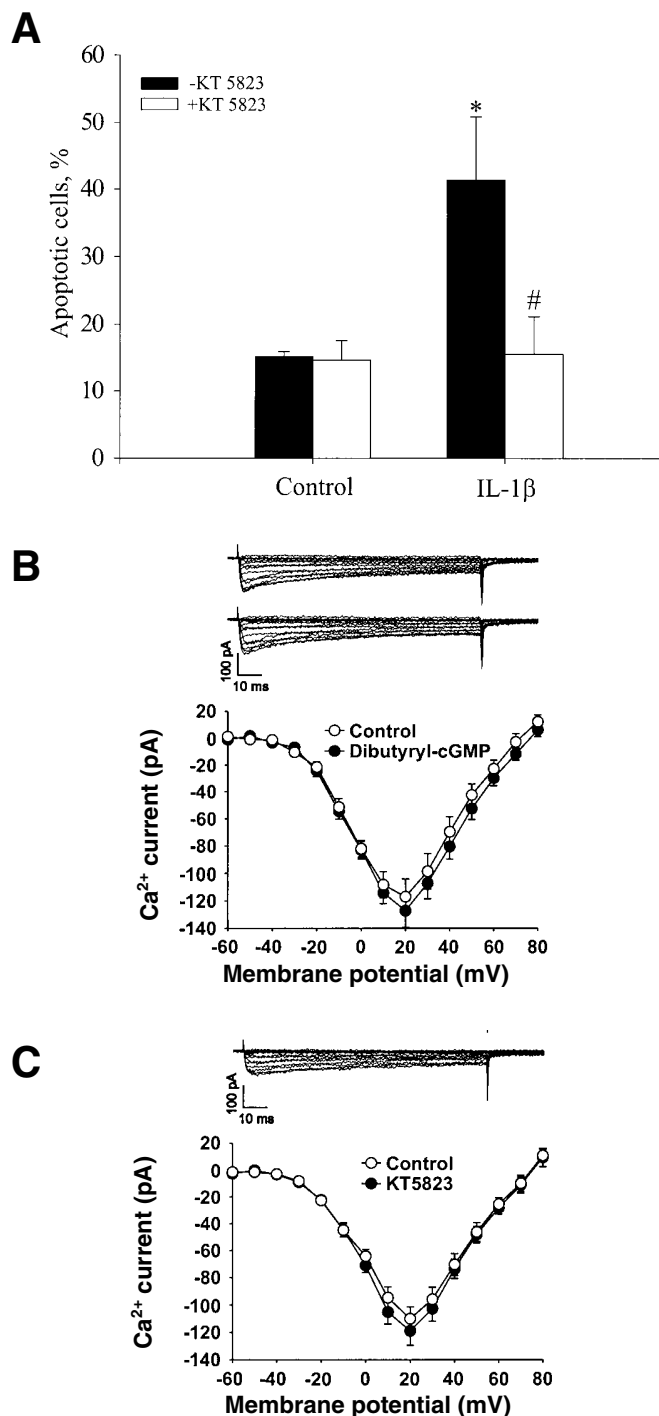 A
60
50
40
30
20
10
0
Apoptotic cells, %
-KT 5823
+KT 5823
*
#
Control IL-1β
B
100 pA
10 ms
20
0
-20
-40
-60
-80
-100
-120
-140
Ca2+ current (pA)
Control
Dibutyryl-cGMP
-60 -40 -20 0 20 40 60 80
Membrane potential (mV)
C
100 pA
10 ms
20
0
-20
-40
-60
-80
-100
-120
-140
Ca2+ current (pA)
Control
KT5823
-60 -40 -20 0 20 40 60 80
Membrane potential (mV)